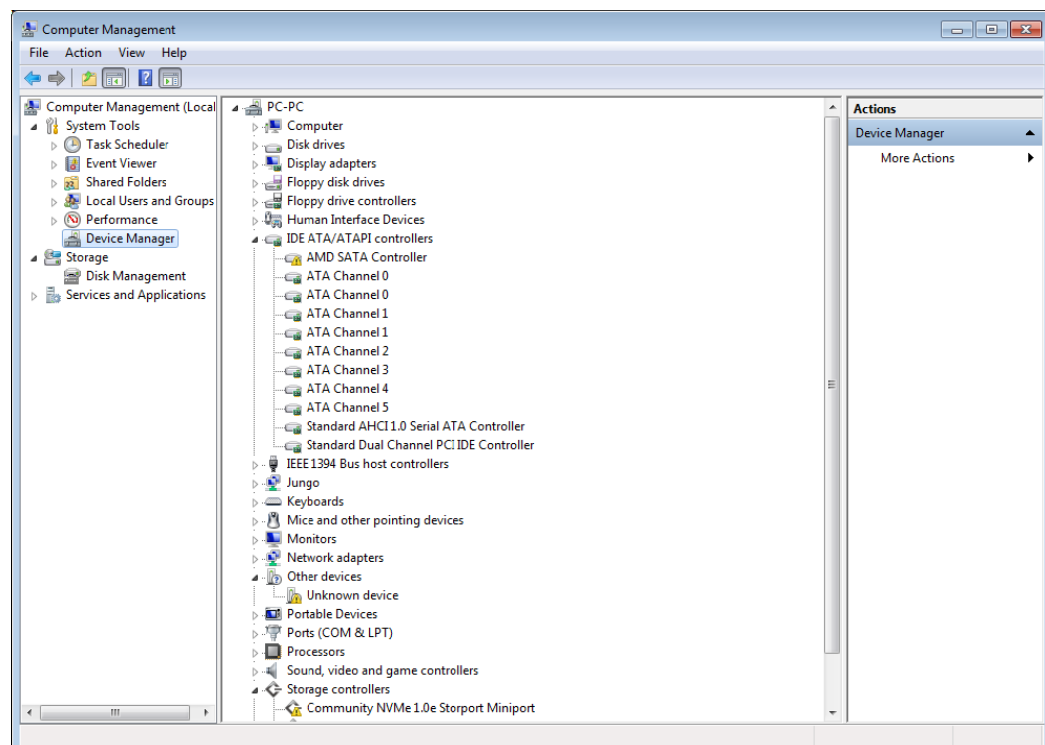 Computer Management
File Action View Help
Computer Management (Local
System Tools
Task Scheduler
Event Viewer
Shared Folders
Local Users and Groups
Performance
Device Manager
Storage
Disk Management
Services and Applications
PC-PC
Computer
Disk drives
Display adapters
Floppy disk drives
Floppy drive controllers
Human Interface Devices
IDE ATA/ATAPI controllers
AMD SATA Controller
ATA Channel 0
ATA Channel 0
ATA Channel 1
ATA Channel 1
ATA Channel 2
ATA Channel 3
ATA Channel 4
ATA Channel 5
Standard AHCI 1.0 Serial ATA Controller
Standard Dual Channel PCI IDE Controller
IEEE 1394 Bus host controllers
Jungo
Keyboards
Mice and other pointing devices
Monitors
Network adapters
Other devices
Unknown device
Portable Devices
Ports (COM & LPT)
Processors
Sound, video and game controllers
Storage controllers
Community NVMe 1.0e Storport Miniport
Actions
Device Manager
More Actions